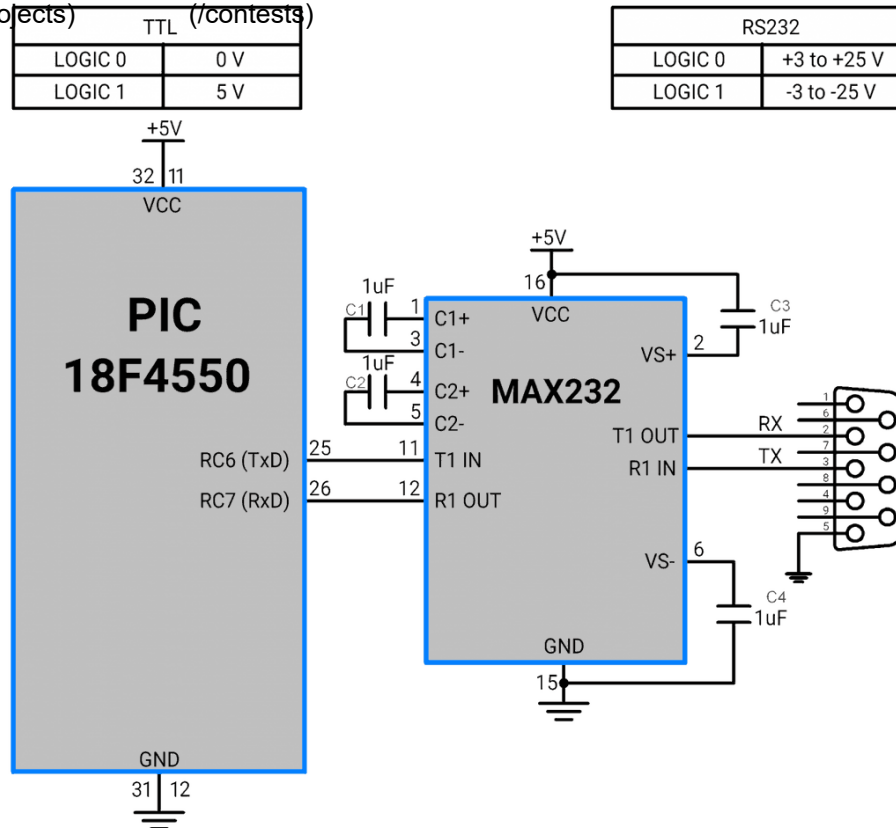 ojects) (/contests)
TTL
LOGIC 0 0 V
LOGIC 1 5 V
RS232
LOGIC 0 +3 to +25 V
LOGIC 1 -3 to -25 V
+5V
32 11
VCC
PIC
18F4550
RC6 (TxD) 25
RC7 (RxD) 26
GND
31 12
+5V
16
VCC
1uF
C1 1 C1+
3 C1-
1uF
C2 4 C2+
5 C2-
MAX232
11 T1 IN
12 R1 OUT
C3
1uF
VS+ 2
T1 OUT RX
R1 IN TX
VS- 6
C4
1uF
GND
15
1
6
2
7
3
8
4
9
5